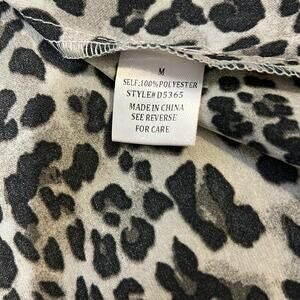 M
SELF:100%POLYESTER
STYLE#D5365
MADE IN CHINA
SEE REVERSE
FOR CARE